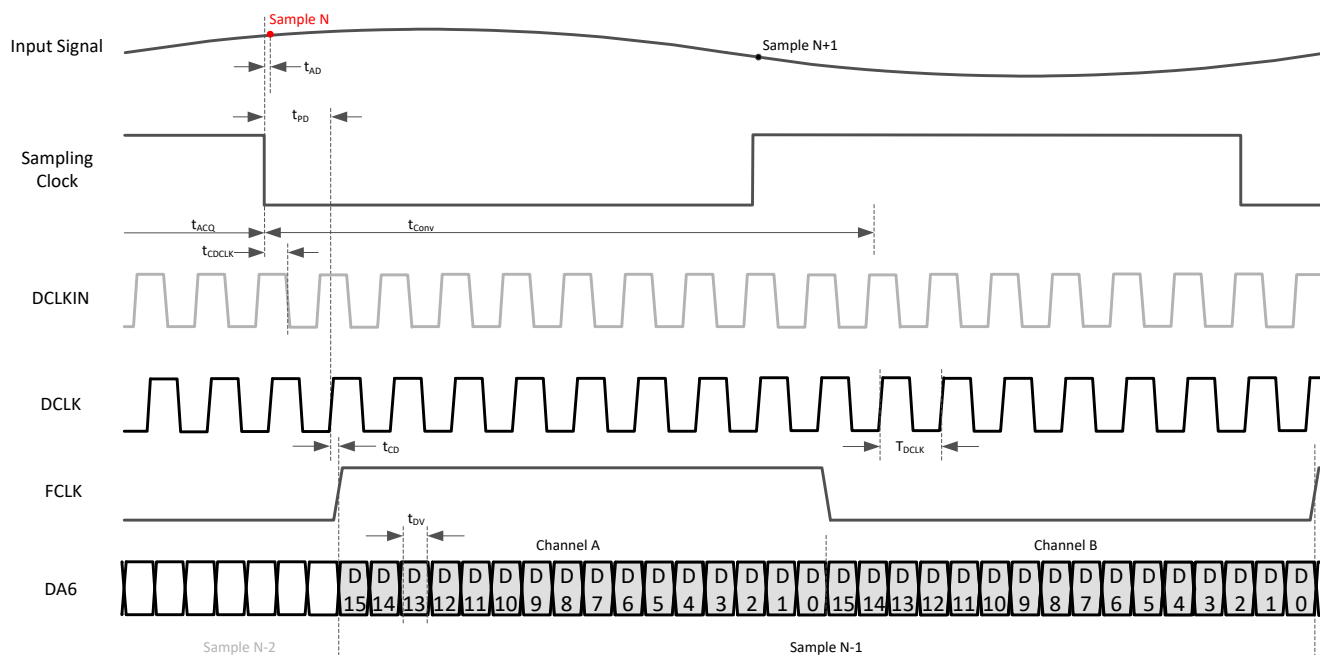 Sample N
Input Signal
Sample N+1
tAD
tPD
Sampling
Clock
tACQ
tConv
tCDCLK
DCLKIN
DCLK
tCD
TDCLK
FCLK
tDV
Channel A
Channel B
DA6
D D D D D D D D D D D D D D D D D D D D D D D D D D D D D D D D
15 14 13 12 11 10 9 8 7 6 5 4 3 2 1 0 15 14 13 12 11 10 9 8 7 6 5 4 3 2 1 0
Sample N-2
Sample N-1